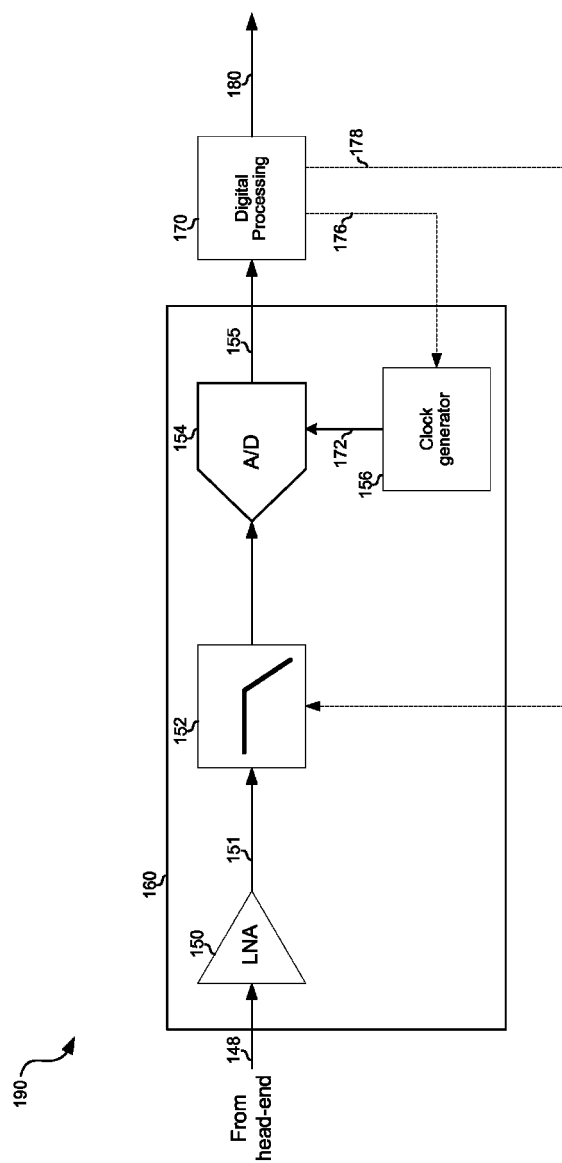 190
From
head-end
148
160
150
LNA
151
152
154
A/D
155
172
156
Clock
generator
170
Digital
Processing
176
178
180